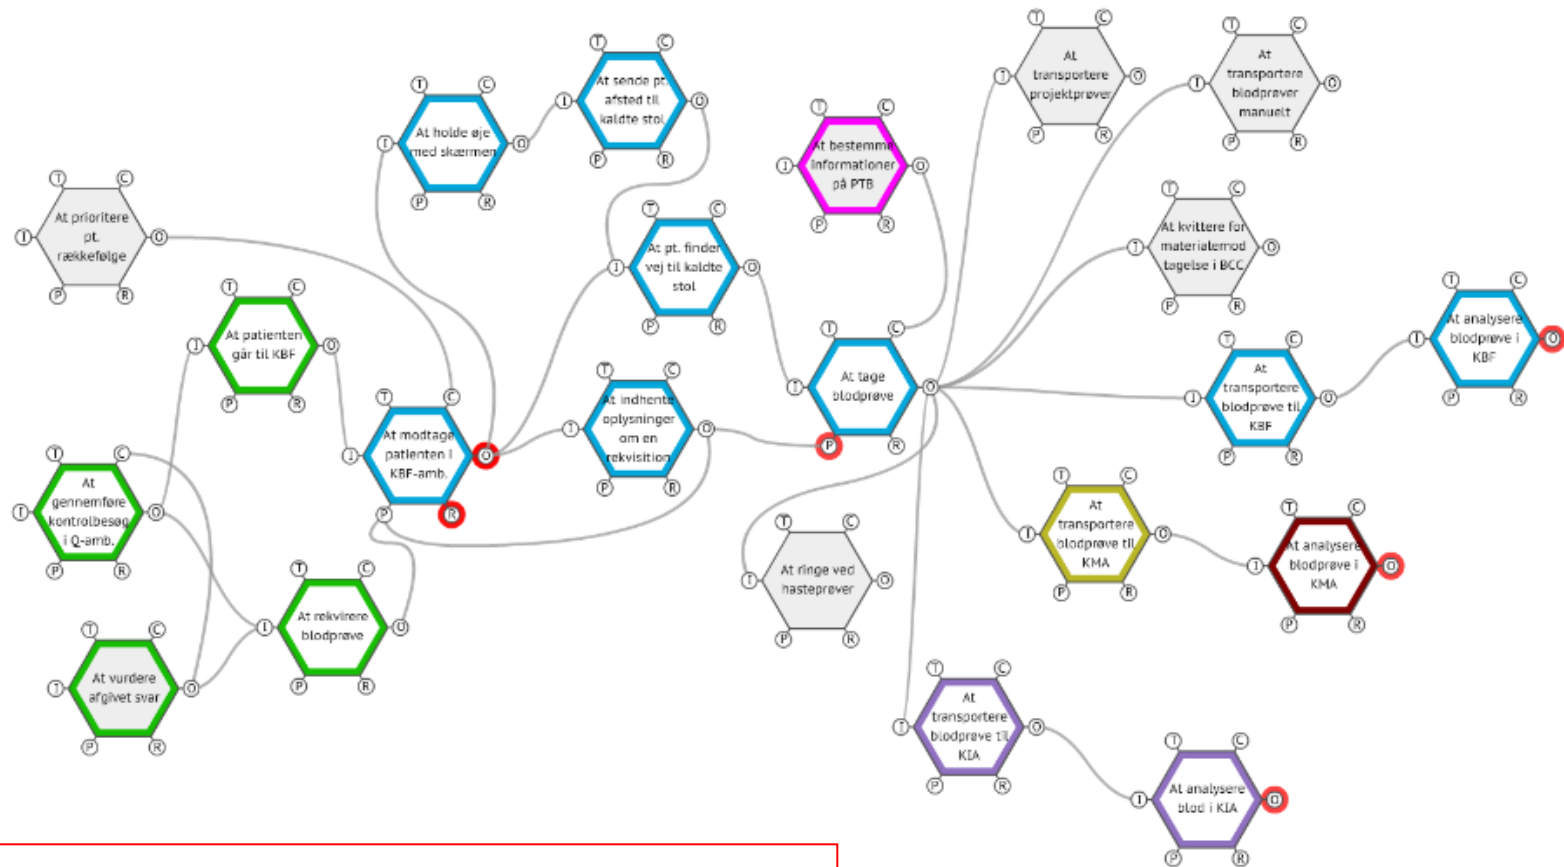 At
transportere
projektprøver
At
transportere
blodprøver
manuelt
At sende pt.
afsted til
kaldte stol
At holde øje
med skærmen
At bestemme
informationer
på PTB
At prioritere
pt.
rækkefølge
At kvittere for
materialemod
tagelse i BCC
At pt. finder
vej til kaldte
stol
At patienten
går til KBF
At analysere
blodprøve i
KBF
At tage
blodprøve
At
transportere
blodprøve til
KBF
At indhente
oplysninger
om en
rekvisition
At modtage
patienten i
KBF-amb.
At
gennemføre
kontrolbesøg
i Q-amb.
At
transportere
blodprøve til
KMA
At analysere
blodprøve i
KMA
At ringe ved
hasteprøver
At rekvirere
blodprøve
At vurdere
afgivet svar
At
transportere
blodprøve til
KIA
At analysere
blod i KIA